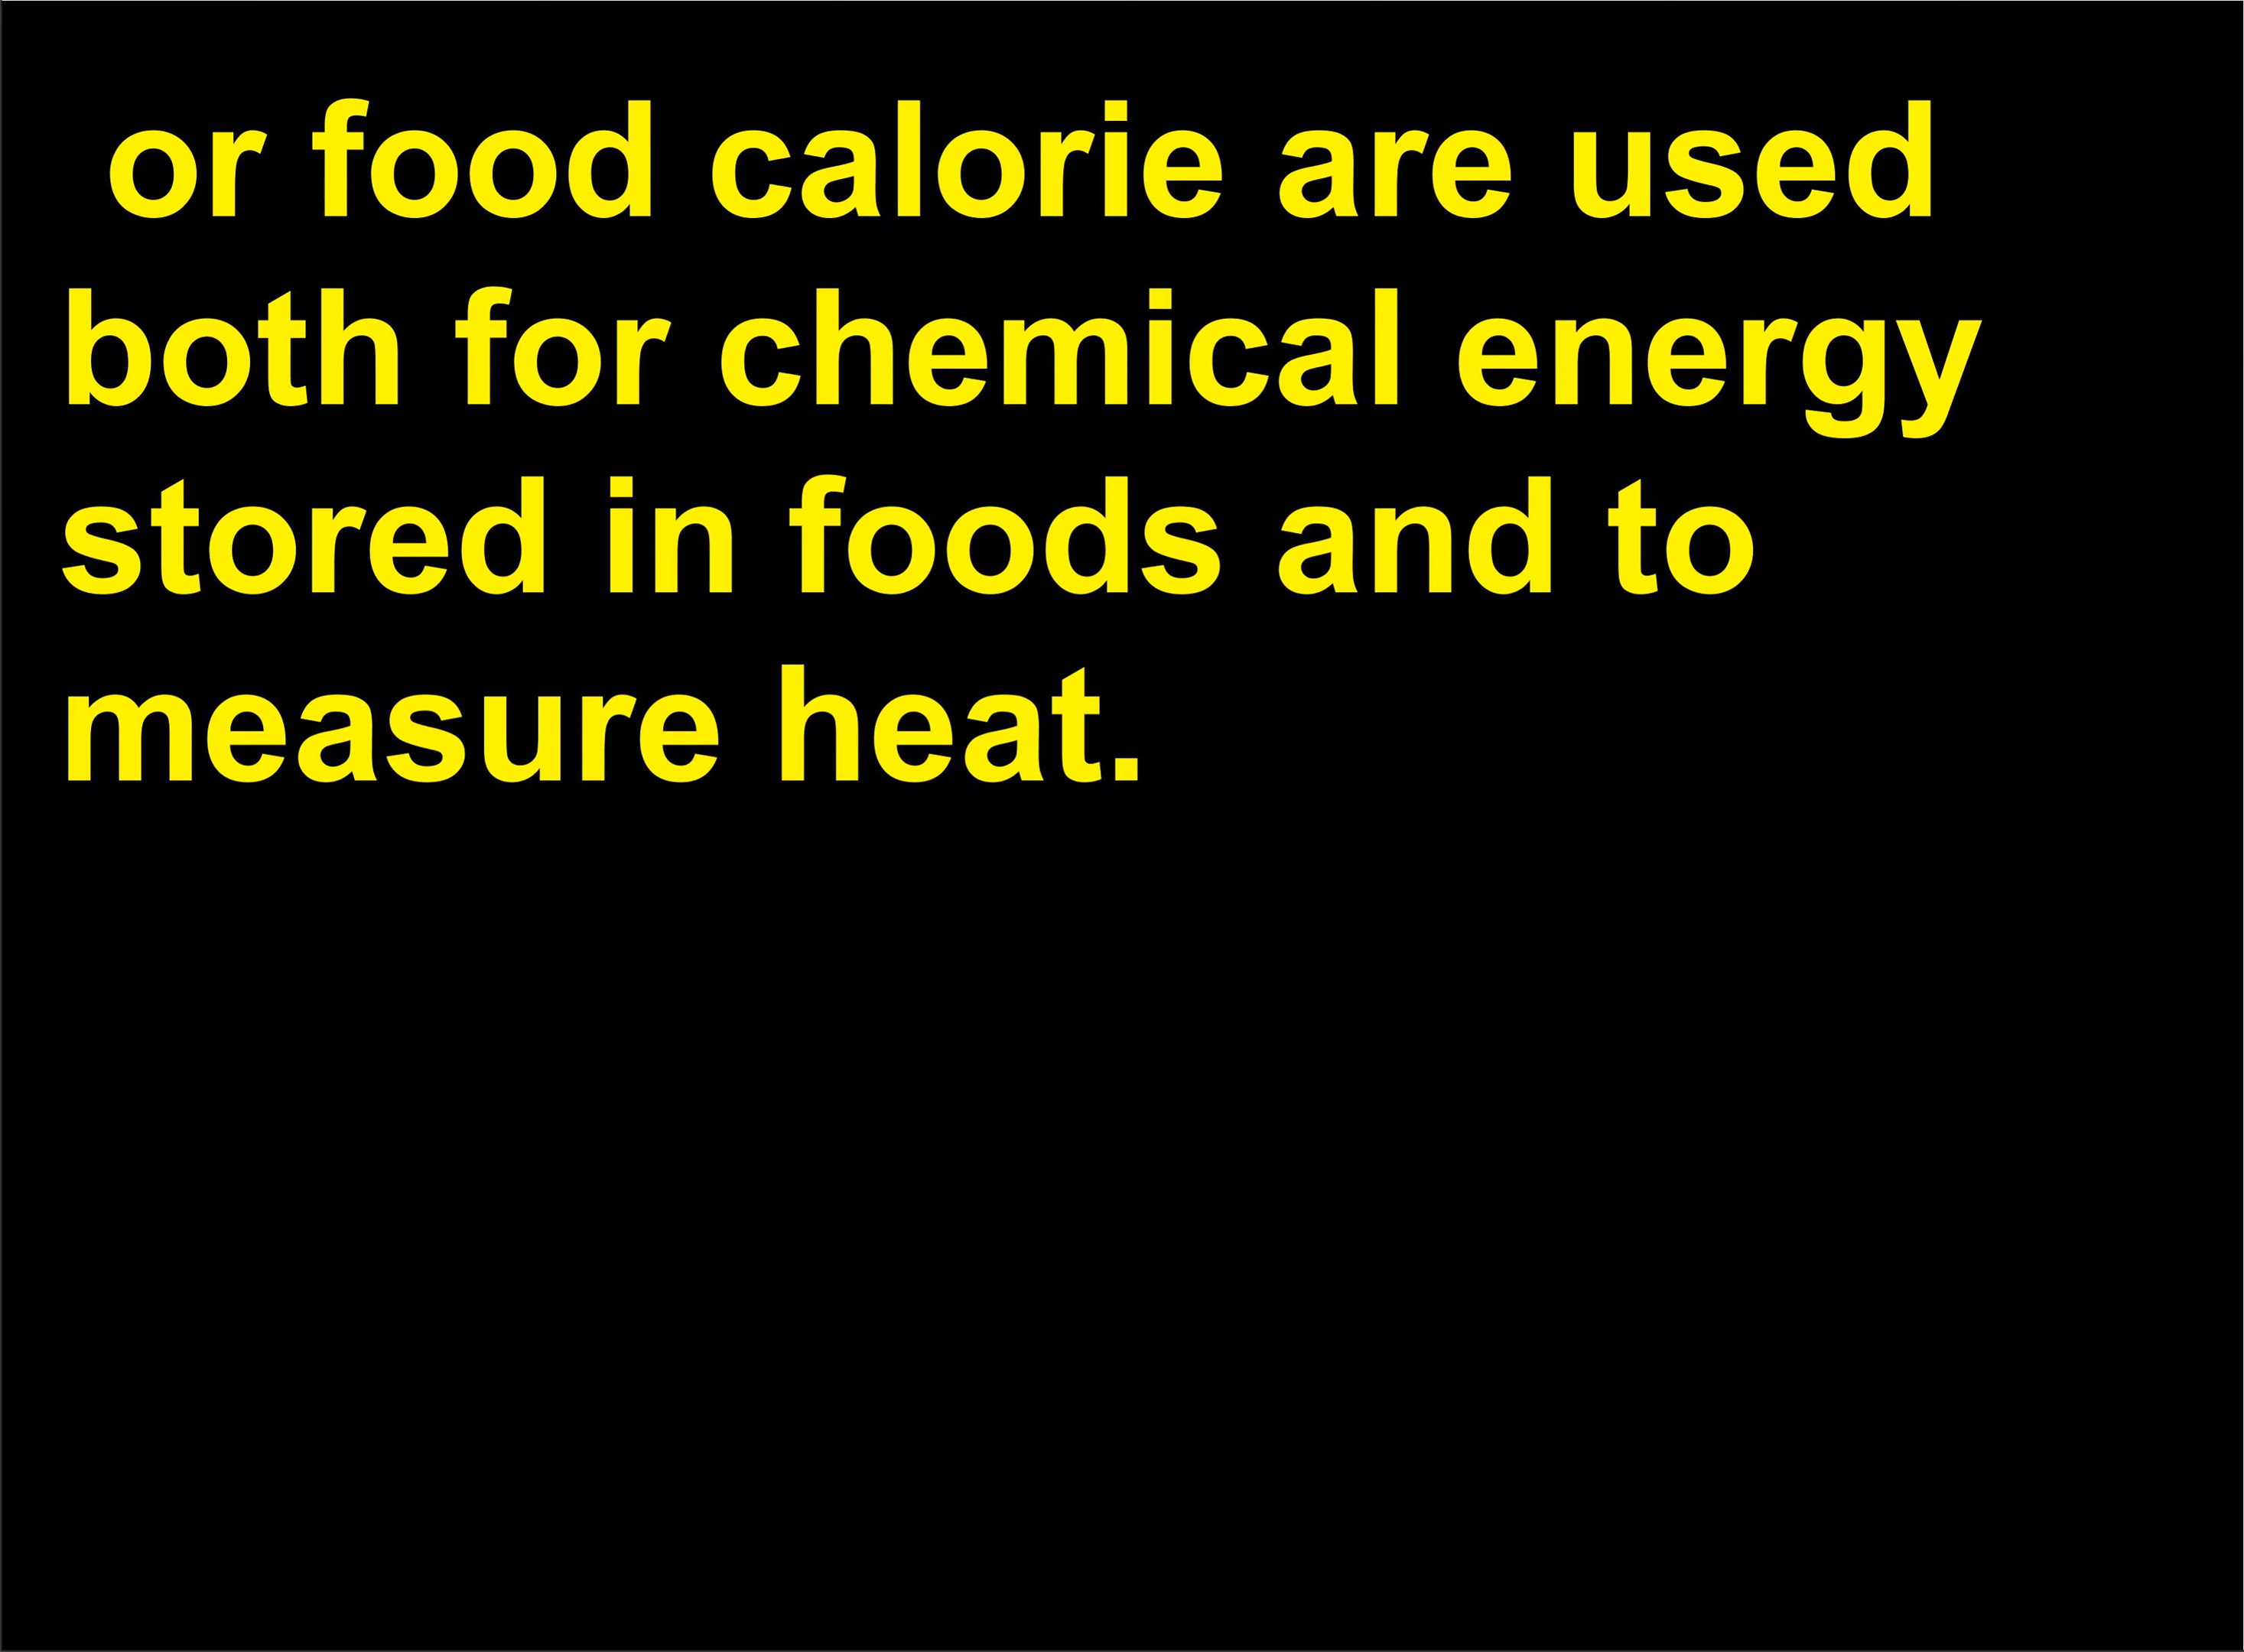 or food calorie are used
both for chemical energy
stored in foods and to
measure heat.